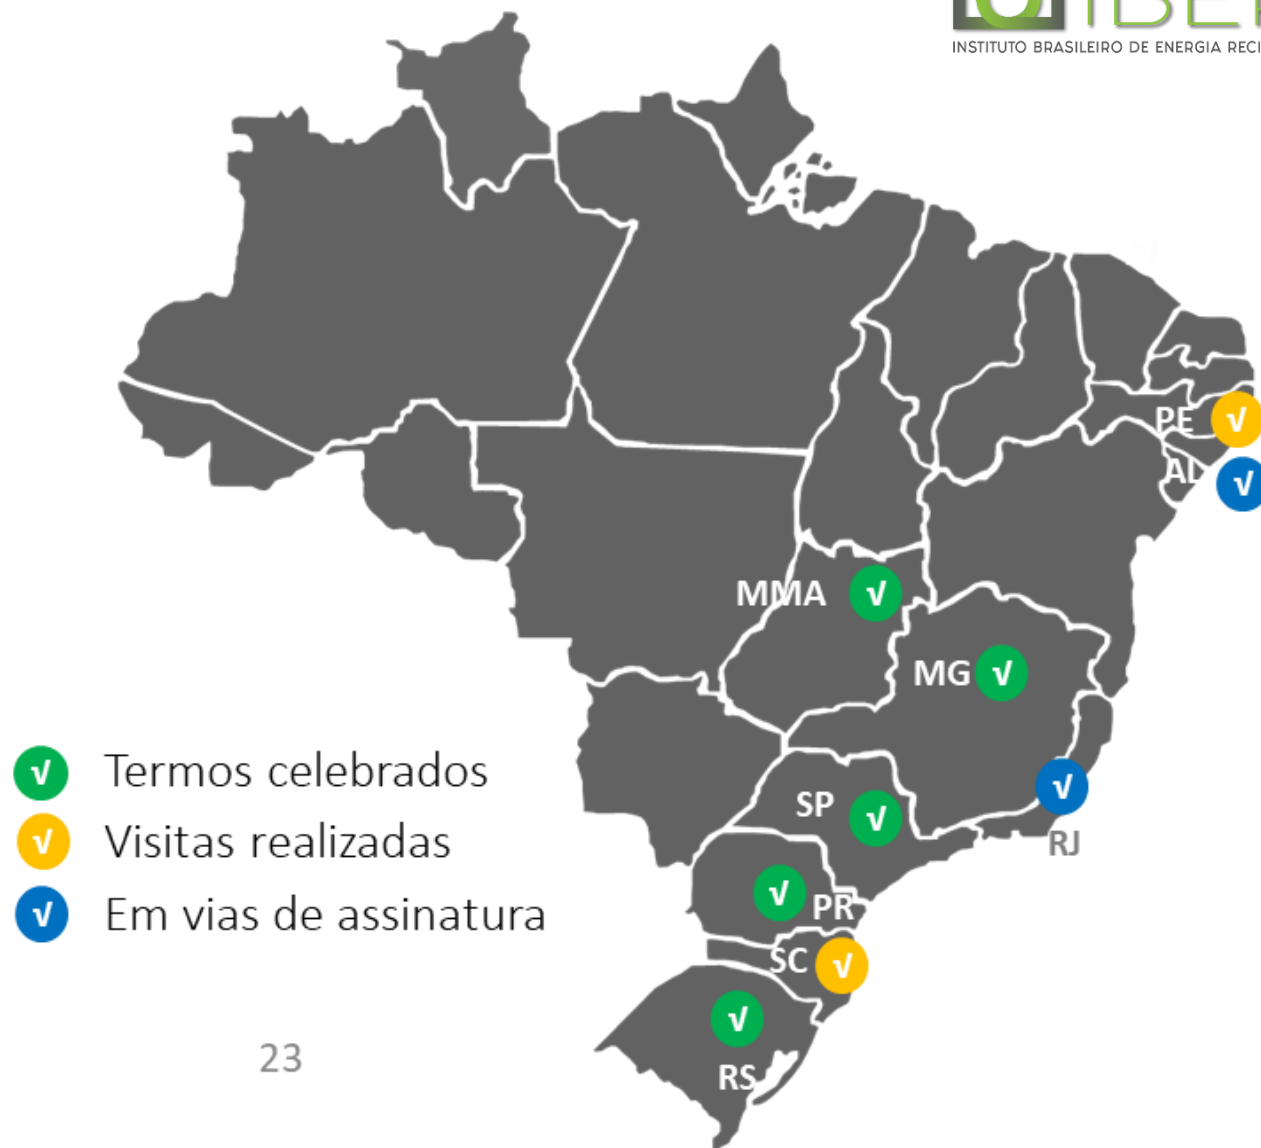 INSTITUTO BRASILEIRO DE ENERGIA RECI
PE √
AL √
MMA √
MG √
√ Termos celebrados
√
SP √
RJ
√ Visitas realizadas
√ PR
√ Em vias de assinatura
SC √
√
23
RS